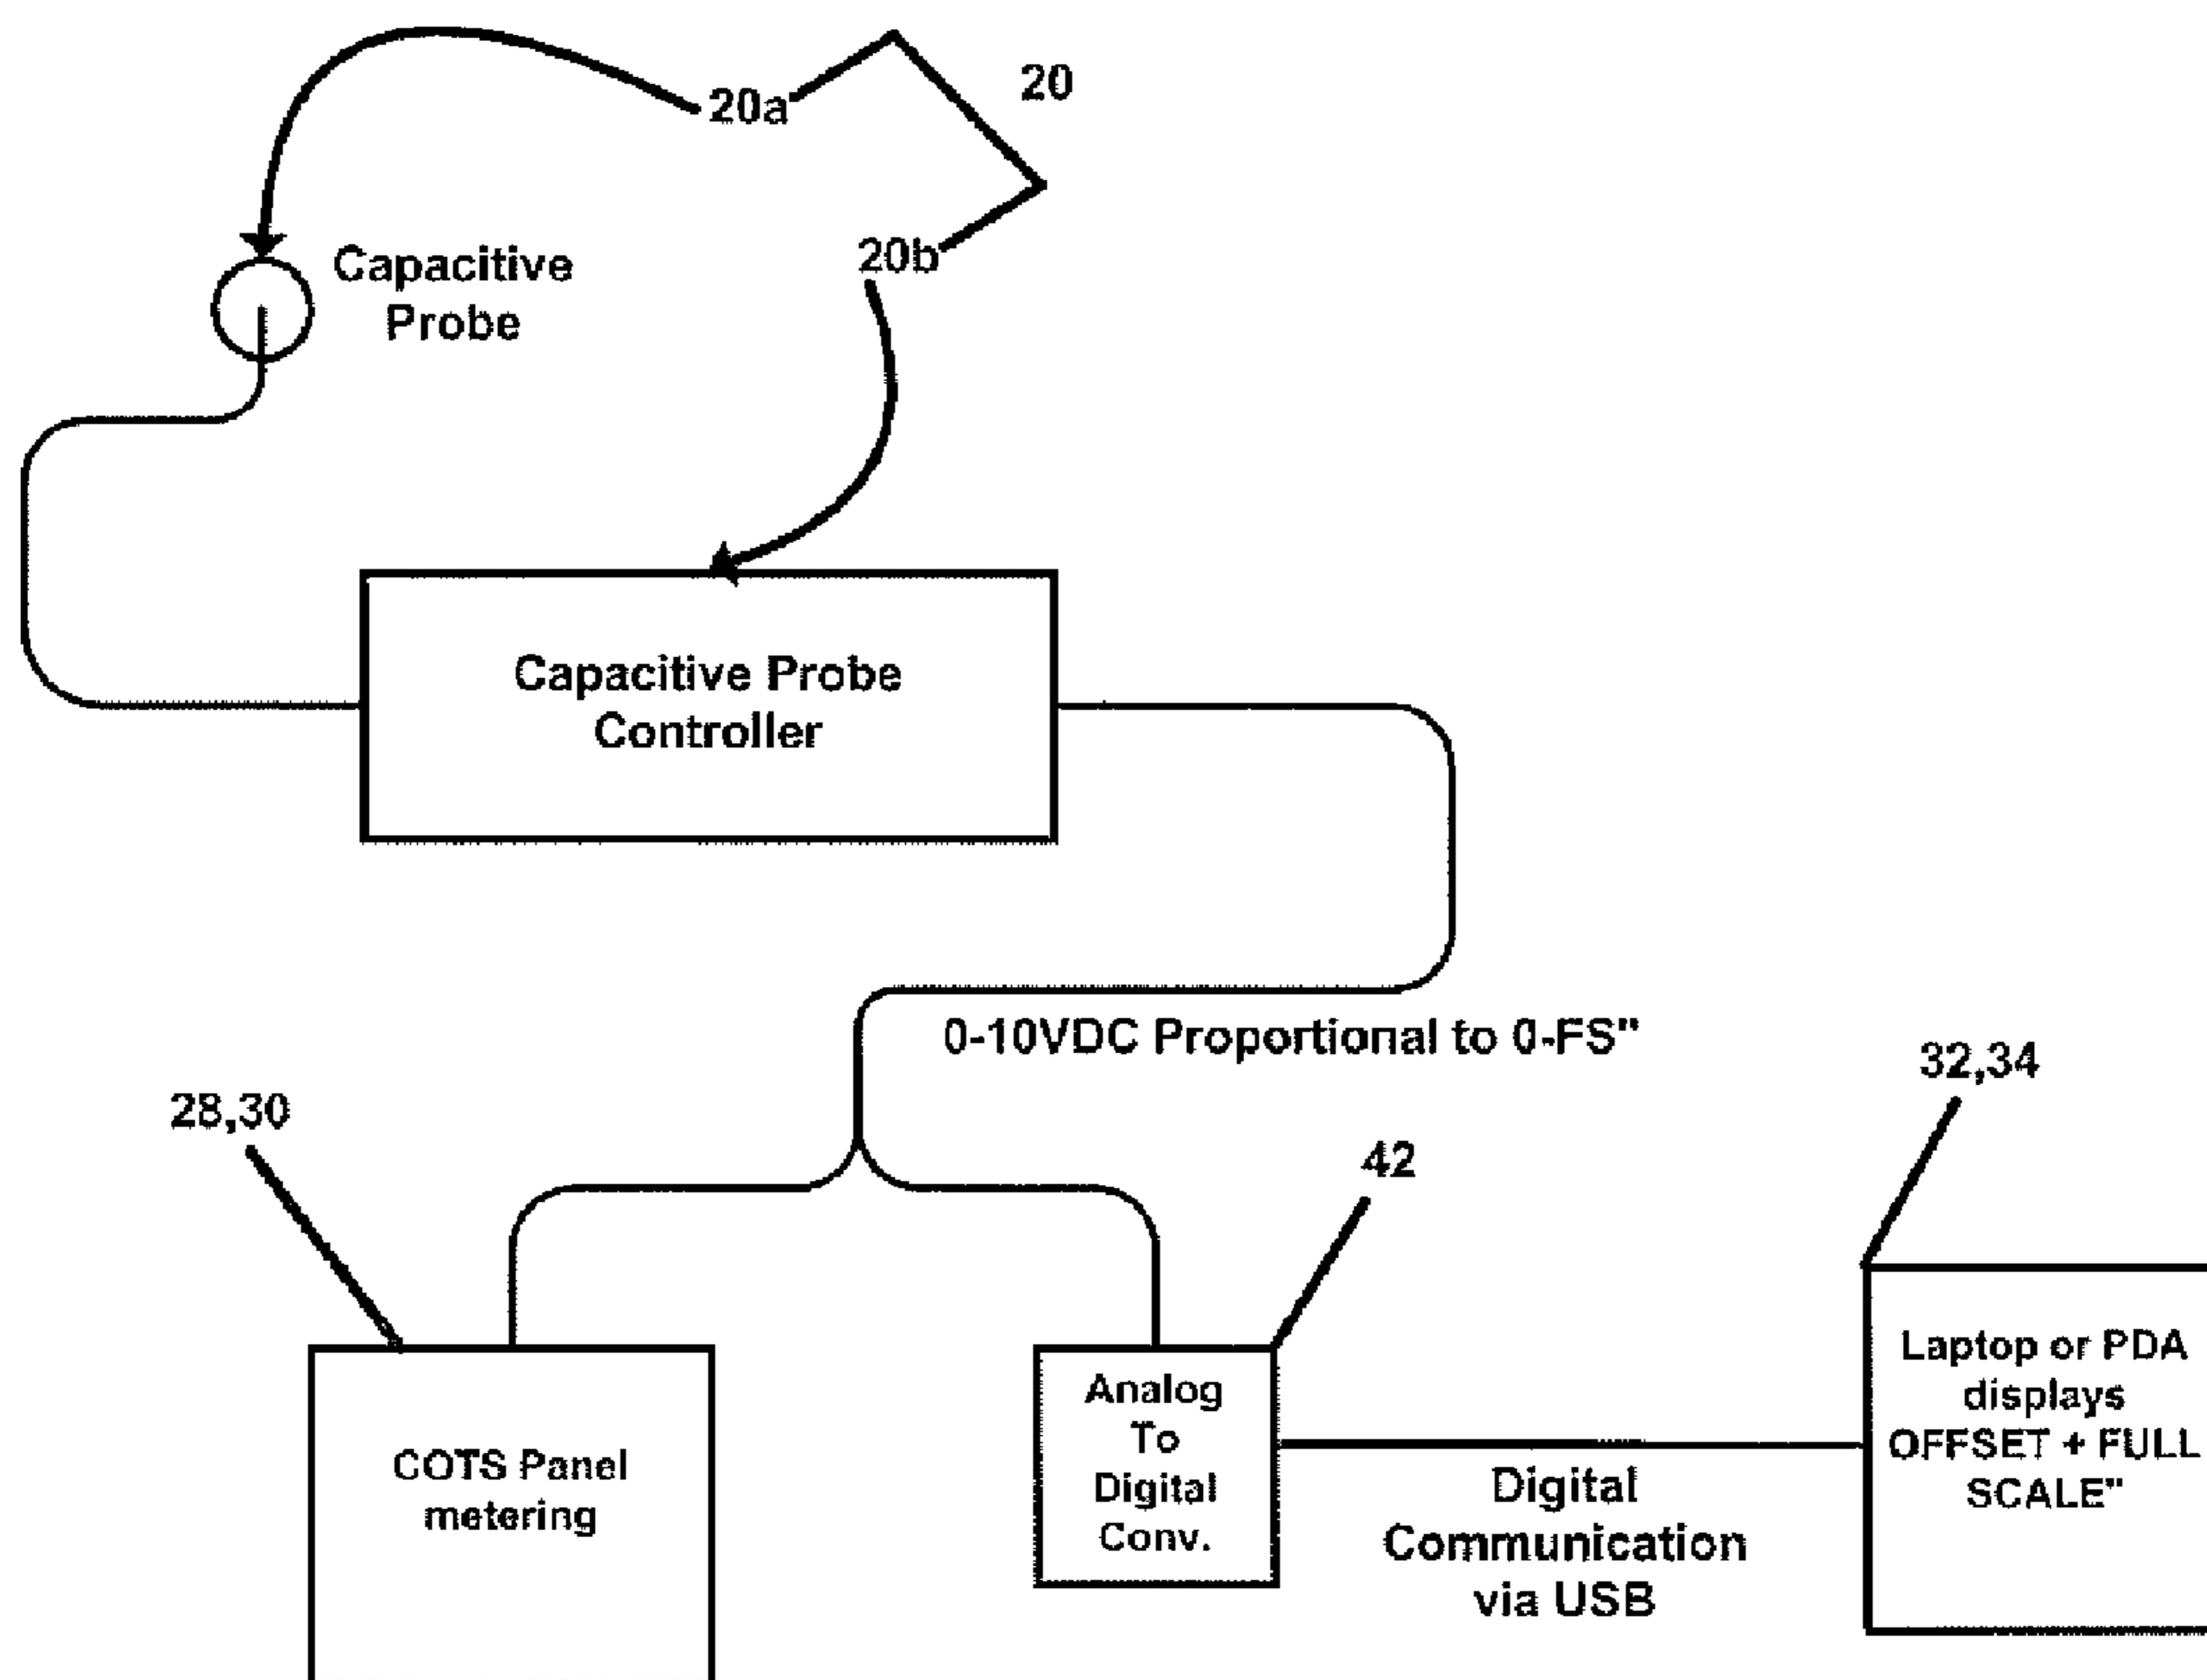 20
20a
20b
Capacitive
Probe
Capacitive Probe
Controller
0-10VDC Proportional to 0-FS"
28,30
42
32,34
COTS Panel
metering
Analog
To
Digital
Conv.
Digital
Communication
via USB
Laptop or PDA
displays
OFFSET + FULL
SCALE"